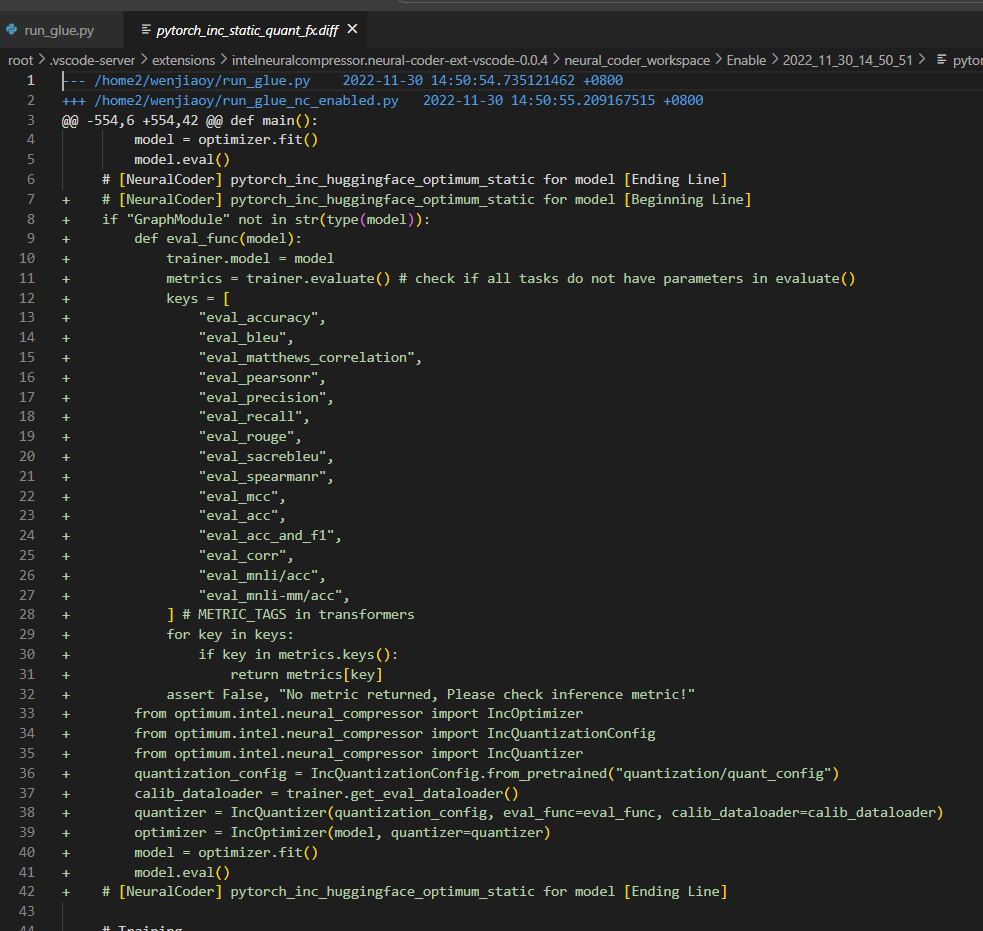 run_glue.py
pytorch_inc_static_quant_fx.diff
root > .vscode-server > extensions > intelneuralcompressor.neural-coder-ext-vscode-0.0.4 > neural_coder_workspace > Enable > 2022_11_30_14_50_51 > pytor
1 --- /home2/wenjiaoy/run_glue.py 2022-11-30 14:50:54.735121462 +0800
2 +++ /home2/wenjiaoy/run_glue_nc_enabled.py 2022-11-30 14:50:55.209167515 +0800
3 @@ -554,6 +554,42 @@ def main():
4 model = optimizer.fit()
5 model.eval()
6 # [NeuralCoder] pytorch_inc_huggingface_optimum_static for model [Ending Line]
7 + # [NeuralCoder] pytorch_inc_huggingface_optimum_static for model [Beginning Line]
8 + if "GraphModule" not in str(type(model)):
9 + def eval_func(model):
10 + trainer.model = model
11 + metrics = trainer.evaluate() # check if all tasks do not have parameters in evaluate()
12 + keys = [
13 + "eval_accuracy",
14 + "eval_bleu",
15 + "eval_matthews_correlation",
16 + "eval_pearsonr",
17 + "eval_precision",
18 + "eval_recall",
19 + "eval_rouge",
20 + "eval_sacrebleu",
21 + "eval_spearmanr",
22 + "eval_mcc",
23 + "eval_acc",
24 + "eval_acc_and_f1",
25 + "eval_corr",
26 + "eval_mnli/acc",
27 + "eval_mnli-mm/acc",
28 + ] # METRIC_TAGS in transformers
29 + for key in keys:
30 + if key in metrics.keys():
31 + return metrics[key]
32 + assert False, "No metric returned, Please check inference metric!"
33 + from optimum.intel.neural_compressor import IncOptimizer
34 + from optimum.intel.neural_compressor import IncQuantizationConfig
35 + from optimum.intel.neural_compressor import IncQuantizer
36 + quantization_config = IncQuantizationConfig.from_pretrained("quantization/quant_config")
37 + calib_dataloader = trainer.get_eval_dataloader()
38 + quantizer = IncQuantizer(quantization_config, eval_func=eval_func, calib_dataloader=calib_dataloader)
39 + optimizer = IncOptimizer(model, quantizer=quantizer)
40 + model = optimizer.fit()
41 + model.eval()
42 + # [NeuralCoder] pytorch_inc_huggingface_optimum_static for model [Ending Line]
43
44 # Training